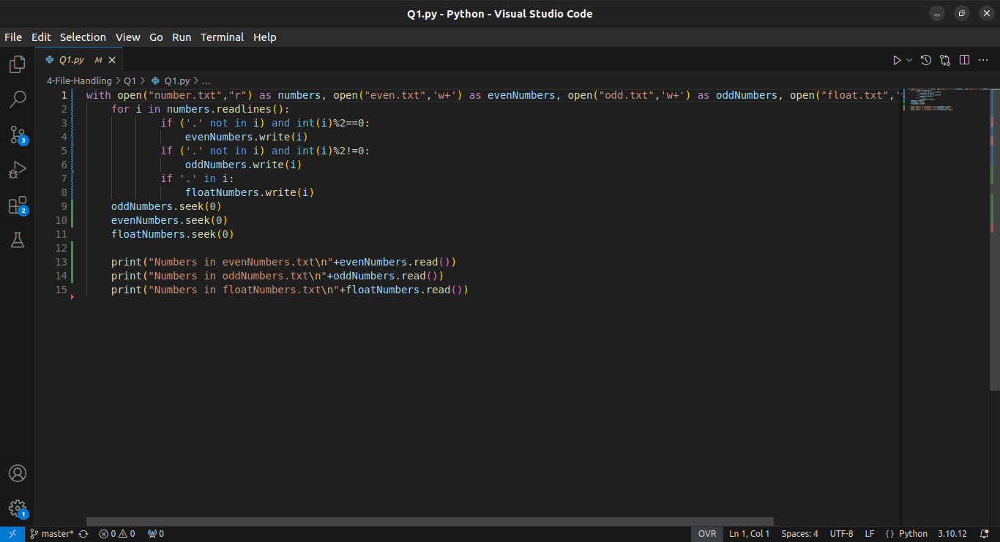 Q1.py - Python - Visual Studio Code
File Edit Selection View Go Run Terminal Help
Q1.py M
4-File-Handling > Q1 > Q1.py > ...
1 with open("number.txt","r") as numbers, open("even.txt",'w+') as evenNumbers, open("odd.txt",'w+') as oddNumbers, open("float.txt",'
2 for i in numbers.readlines():
3 if ('.' not in i) and int(i)%2==0:
4 evenNumbers.write(i)
5 if ('.' not in i) and int(i)%2!=0:
6 oddNumbers.write(i)
7 if '.' in i:
8 floatNumbers.write(i)
9 oddNumbers.seek(0)
10 evenNumbers.seek(0)
11 floatNumbers.seek(0)
12
13 print("Numbers in evenNumbers.txt\n"+evenNumbers.read())
14 print("Numbers in oddNumbers.txt\n"+oddNumbers.read())
15 print("Numbers in floatNumbers.txt\n"+floatNumbers.read())
3
2
1
master* 0 0 0 OVR Ln 1, Col 1 Spaces: 4 UTF-8 LF {} Python 3.10.12